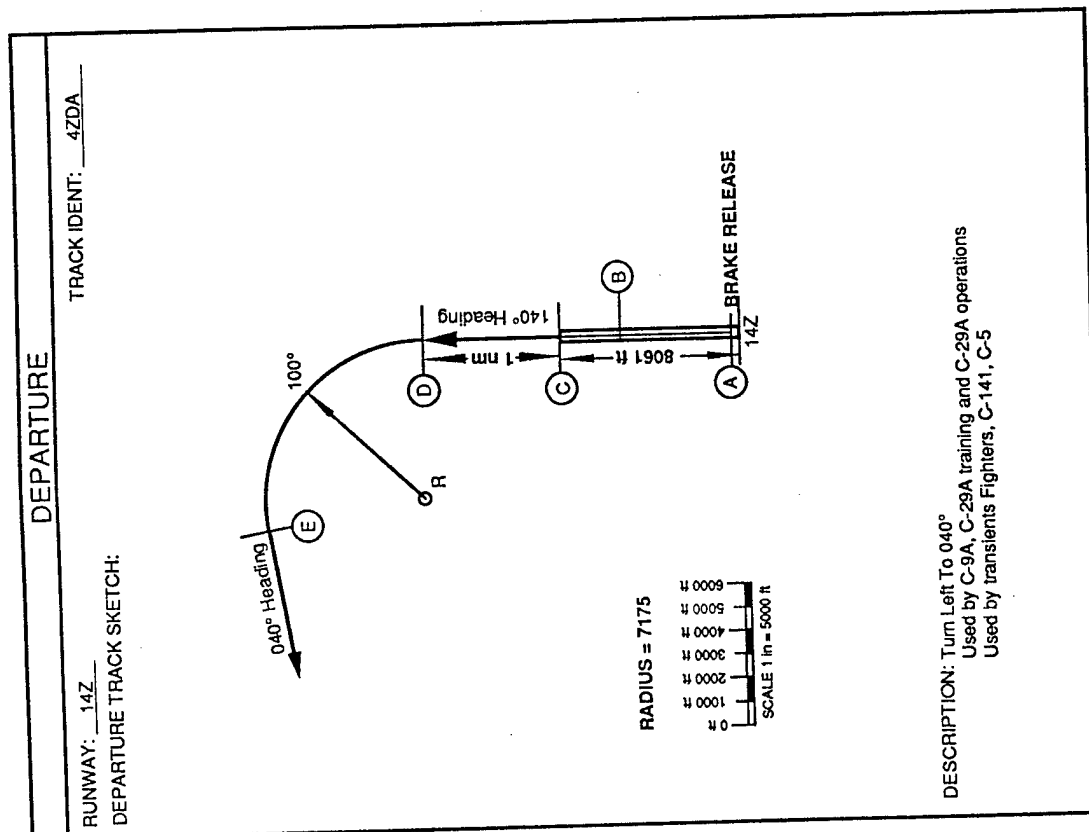 DEPARTURE
RUNWAY: 14Z
TRACK IDENT: 4ZDA
DEPARTURE TRACK SKETCH:
040° Heading
E
100°
R
D
140° Heading
1 nm
C
B
8061 ft
A
BRAKE RELEASE
14Z
RADIUS = 7175
0 ft
1000 ft
2000 ft
3000 ft
4000 ft
5000 ft
6000 ft
SCALE 1 in = 5000 ft
DESCRIPTION: Turn Left To 040°
Used by C-9A, C-29A training and C-29A operations
Used by transients Fighters, C-141, C-5